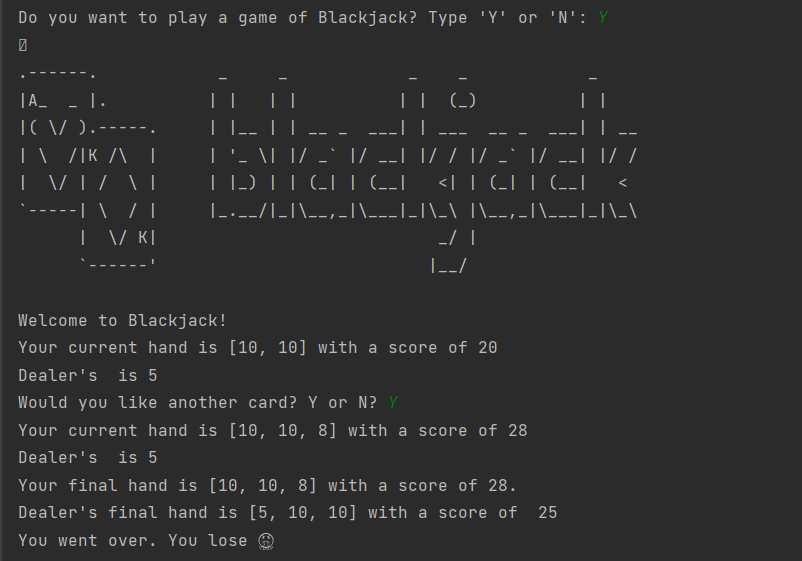 Do you want to play a game of Blackjack? Type 'Y' or 'N': Y
.------.            _     _            _    _            _
|A_  _ |.          | |   | |          | |  (_)          | |
|( \/ ).-----.     | |__ | | __ _  ___| | ___  __ _  ___| | __
| \  /|K /\  |     | '_ \| |/ _` |/ __| |/ / |/ _` |/ __| |/ /
|  \/ | /  \ |     | |_) | | (_| | (__|   <| | (_| | (__|   <
`-----| \  / |     |_.__/|_|\__,_|\___|_|\_\ |\__,_|\___|_|\_\
      |  \/ K|                            _/ |
      `------'                           |__/
Welcome to Blackjack!
Your current hand is [10, 10] with a score of 20
Dealer's  is 5
Would you like another card? Y or N? Y
Your current hand is [10, 10, 8] with a score of 28
Dealer's  is 5
Your final hand is [10, 10, 8] with a score of 28.
Dealer's final hand is [5, 10, 10] with a score of  25
You went over. You lose 😤